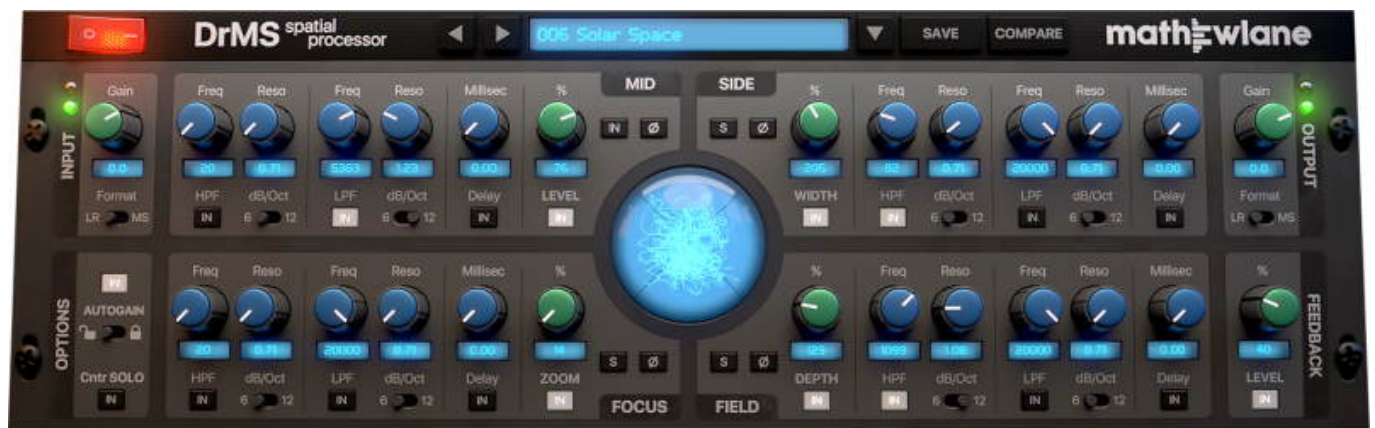 DrMS spatial processor
006 Solar Space
SAVE COMPARE
mathewlane
INPUT
Gain
0.0
Format
LR MS
MID
IN Ø
Freq Reso Freq Reso Millisec %
20 0.71 5363 1.23 0.00 76
HPF dB/Oct LPF dB/Oct Delay LEVEL
IN 6 12 IN 6 12 IN IN
SIDE
S Ø
% Freq Reso Freq Reso Millisec
205 82 0.71 20000 0.71 0.00
WIDTH HPF dB/Oct LPF dB/Oct Delay
IN IN 6 12 IN 6 12 IN
OUTPUT
Gain
0.0
Format
LR MS
OPTIONS
IN
AUTOGAIN
Cntr SOLO
IN
Freq Reso Freq Reso Millisec %
20 0.71 20000 0.71 0.00 14
HPF dB/Oct LPF dB/Oct Delay ZOOM
IN 6 12 IN 6 12 IN IN
S Ø
FOCUS
S Ø
FIELD
% Freq Reso Freq Reso Millisec
129 1099 1.08 20000 0.71 0.00
DEPTH HPF dB/Oct LPF dB/Oct Delay
IN IN 6 12 IN 6 12 IN
FEEDBACK
%
40
LEVEL
IN